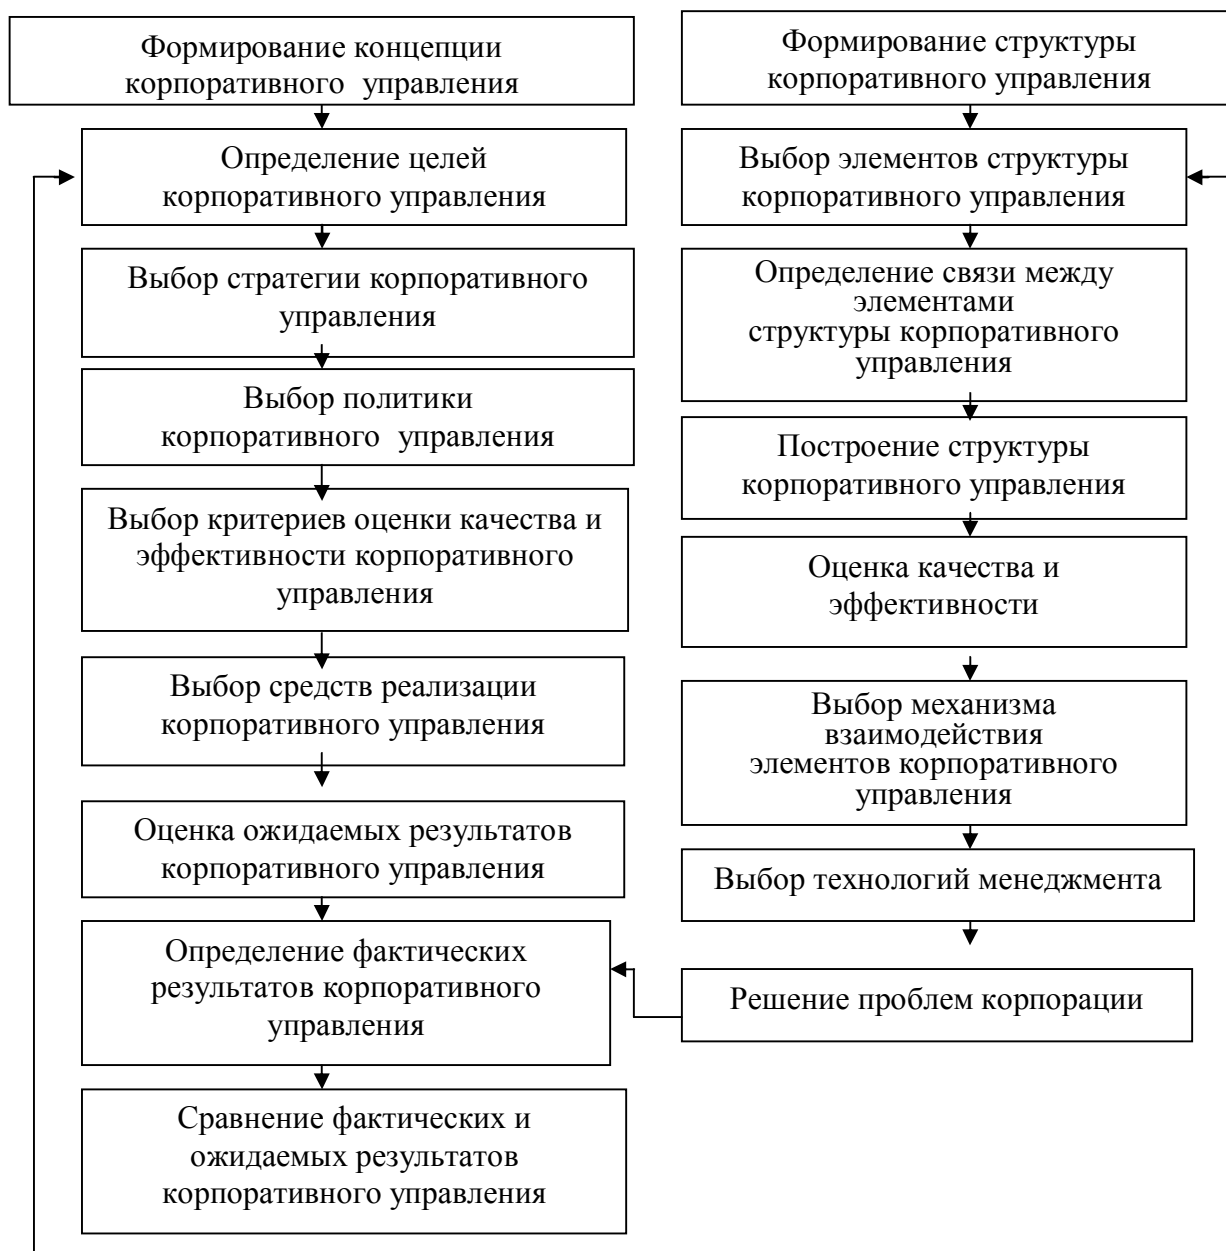 Формирование концепции
корпоративного управления
Определение целей
корпоративного управления
Выбор стратегии корпоративного
управления
Выбор политики
корпоративного управления
Выбор критериев оценки качества и
эффективности корпоративного
управления
Выбор средств реализации
корпоративного управления
Оценка ожидаемых результатов
корпоративного управления
Определение фактических
результатов корпоративного
управления
Сравнение фактических и
ожидаемых результатов
корпоративного управления
Формирование структуры
корпоративного управления
Выбор элементов структуры
корпоративного управления
Определение связи между
элементами
структуры корпоративного
управления
Построение структуры
корпоративного управления
Оценка качества и
эффективности
Выбор механизма
взаимодействия
элементов корпоративного
управления
Выбор технологий менеджмента
Решение проблем корпорации